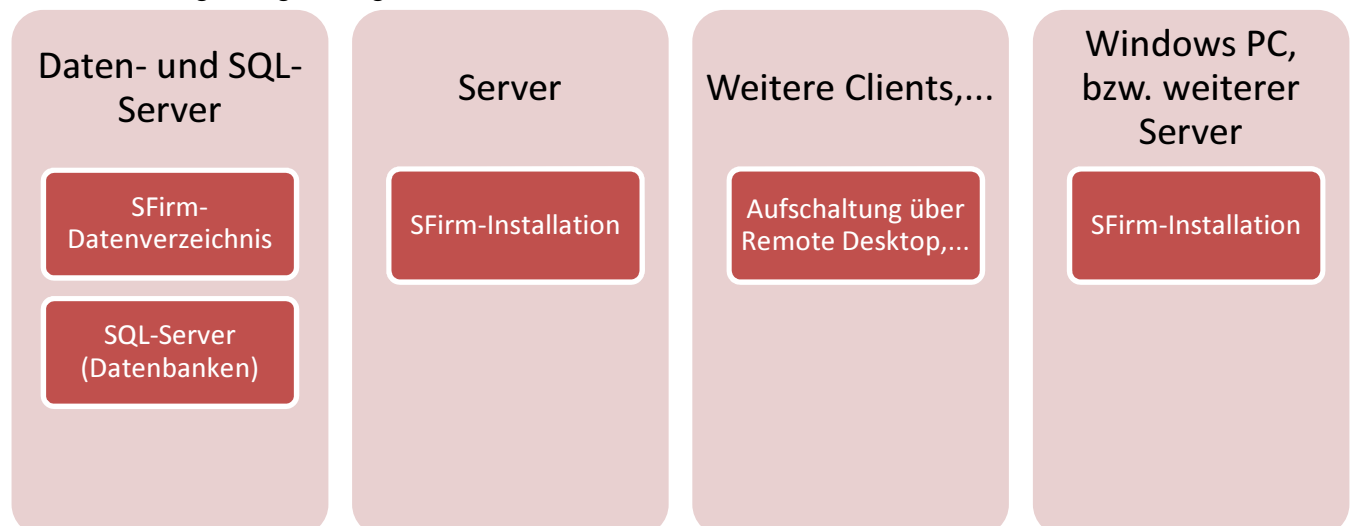 Daten- und SQL-
Server
SFirm-
Datenverzeichnis
SQL-Server
(Datenbanken)
Server
SFirm-Installation
Weitere Clients,...
Aufschaltung über
Remote Desktop,...
Windows PC,
bzw. weiterer
Server
SFirm-Installation